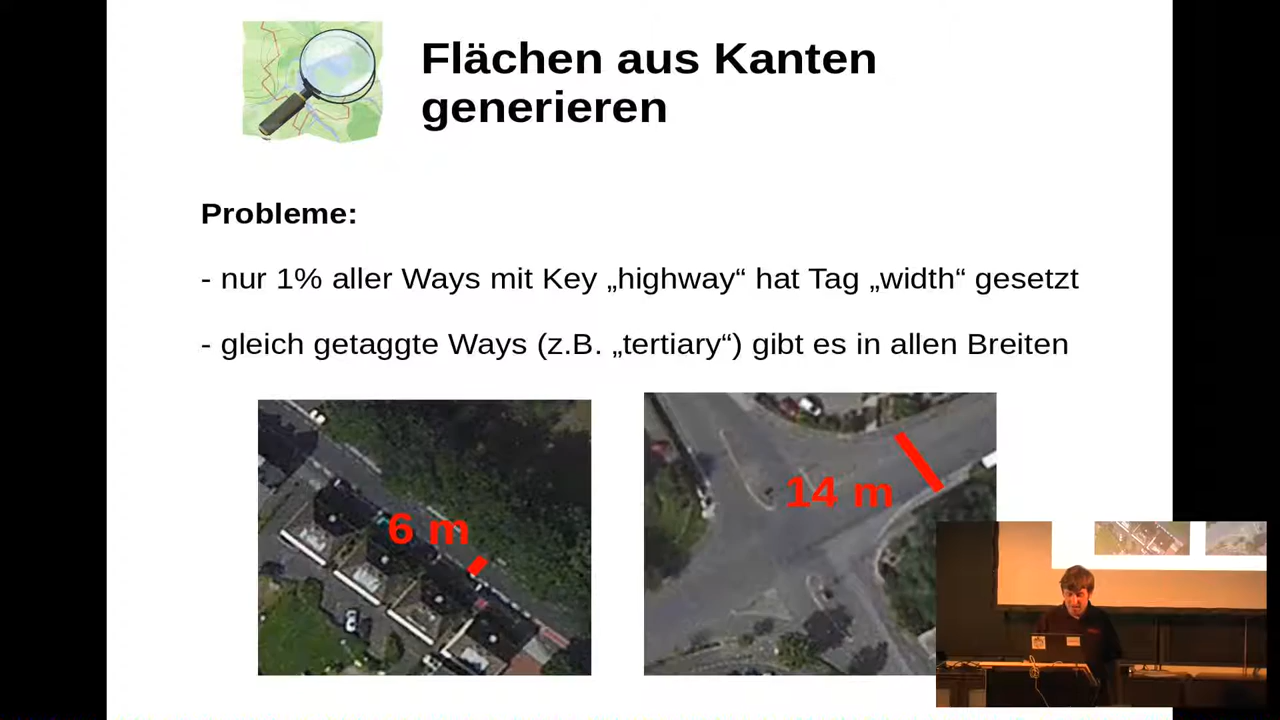 Flächen aus Kanten
generieren
Probleme:
- nur 1% aller Ways mit Key „highway“ hat Tag „width“ gesetzt
- gleich getaggte Ways (z.B. „tertiary“) gibt es in allen Breiten
6 m
14 m